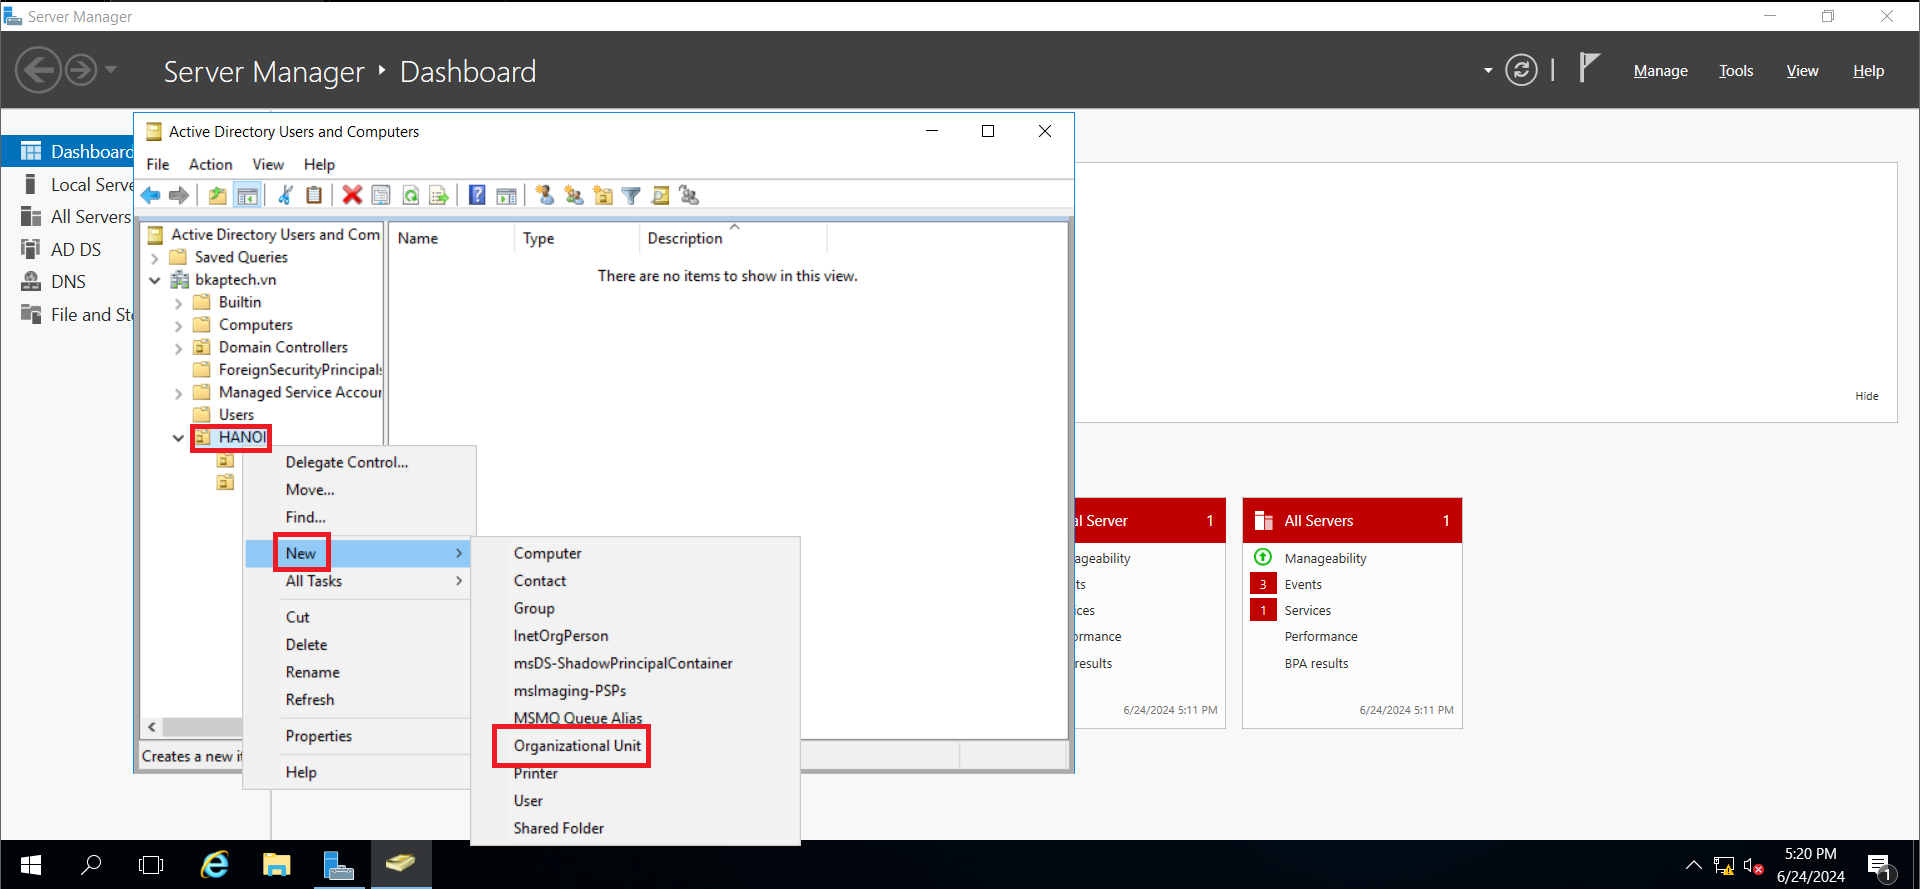 Server Manager
Server Manager ‣ Dashboard
Manage Tools View Help
Dashboard
Local Serve
All Servers
AD DS
DNS
File and Sto
Active Directory Users and Computers
File Action View Help
Active Directory Users and Com
Saved Queries
bkaptech.vn
Builtin
Computers
Domain Controllers
ForeignSecurityPrincipals
Managed Service Accour
Users
HANOI
Name Type Description
There are no items to show in this view.
Delegate Control...
Move...
Find...
New
All Tasks
Cut
Delete
Rename
Refresh
Properties
Help
Computer
Contact
Group
InetOrgPerson
msDS-ShadowPrincipalContainer
msImaging-PSPs
MSMQ Queue Alias
Organizational Unit
Printer
User
Shared Folder
Creates a new it
Hide
al Server 1
ageability
ts
ices
ormance
results
6/24/2024 5:11 PM
All Servers 1
Manageability
3 Events
1 Services
Performance
BPA results
6/24/2024 5:11 PM
5:20 PM
6/24/2024
1